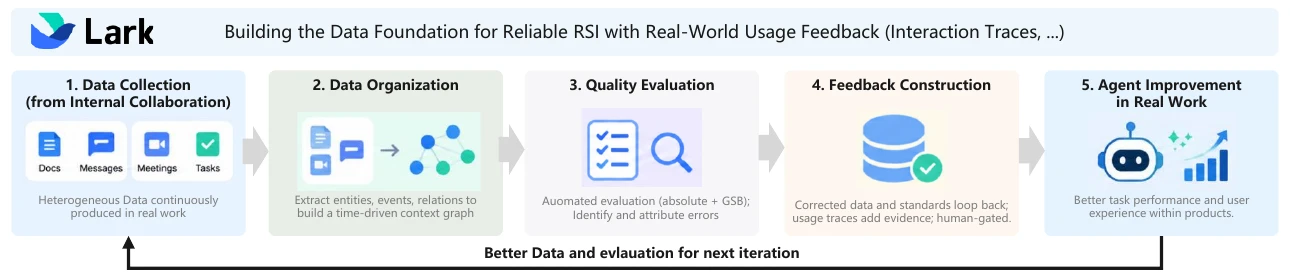 Lark
Building the Data Foundation for Reliable RSI with Real-World Usage Feedback (Interaction Traces, ...)
1. Data Collection
(from Internal Collaboration)
Docs
Messages
Meetings
Tasks
Heterogeneous Data continuously
produced in real work
2. Data Organization
Extract entities, events, relations to
build a time-driven context graph
3. Quality Evaluation
Auomated evaluation (absolute + GSB);
Identify and attribute errors
4. Feedback Construction
Corrected data and standards loop back;
usage traces add evidence; human-gated.
5. Agent Improvement
in Real Work
Better task performance and user
experience within products.
Better Data and evlauation for next iteration